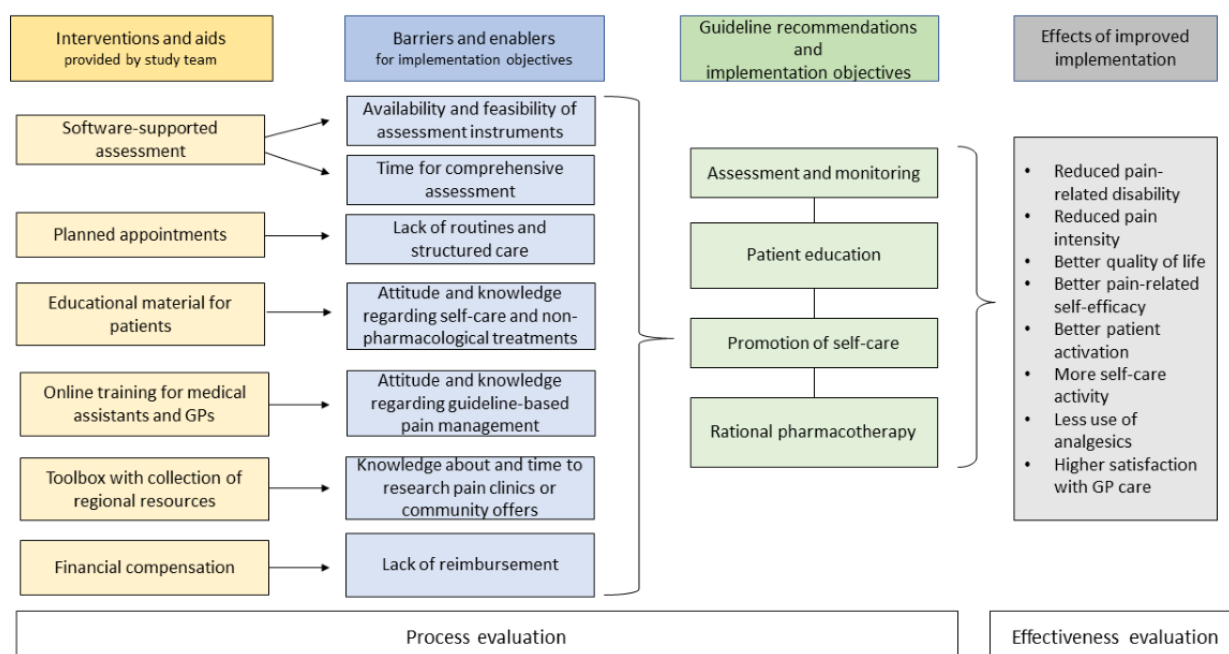 Interventions and aids
provided by study team
Barriers and enablers
for implementation objectives
Guideline recommendations
and
implementation objectives
Effects of improved
implementation
Software-supported
assessment
Planned appointments
Educational material for
patients
Online training for medical
assistants and GPs
Toolbox with collection of
regional resources
Financial compensation
Availability and feasibility of
assessment instruments
Time for comprehensive
assessment
Lack of routines and
structured care
Attitude and knowledge
regarding self-care and non-
pharmacological treatments
Attitude and knowledge
regarding guideline-based
pain management
Knowledge about and time to
research pain clinics or
community offers
Lack of reimbursement
Assessment and monitoring
Patient education
Promotion of self-care
Rational pharmacotherapy
• Reduced pain-
related disability
• Reduced pain
intensity
• Better quality of life
• Better pain-related
self-efficacy
• Better patient
activation
• More self-care
activity
• Less use of
analgesics
• Higher satisfaction
with GP care
Process evaluation
Effectiveness evaluation